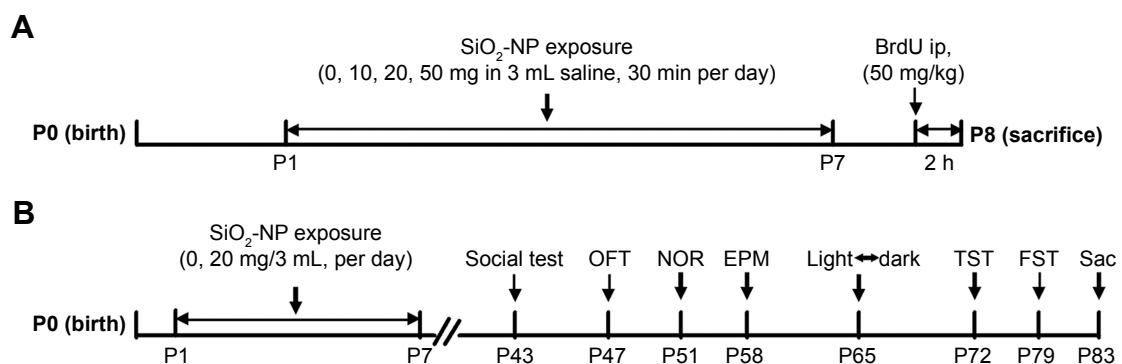 A
SiO₂-NP exposure
(0, 10, 20, 50 mg in 3 mL saline, 30 min per day)
BrdU ip,
(50 mg/kg)
P0 (birth)
P8 (sacrifice)
P1
P7
2 h
B
SiO₂-NP exposure
(0, 20 mg/3 mL, per day)
Social test
OFT
NOR
EPM
Light↔dark
TST
FST
Sac
P0 (birth)
P1
P7
P43
P47
P51
P58
P65
P72
P79
P83